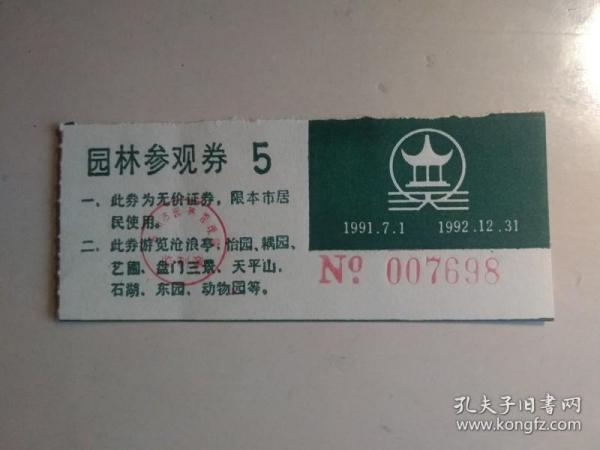 园林参观券 5
一、此券为无价证券，限本市居
民使用。
二、此券游览沧浪亭、怡园、耦园、
艺圃、盘门三景、天平山、
石湖、东园、动物园等。
1991.7.1 1992.12.31
Nº 007698
孔夫子旧书网
www.kongfz.com